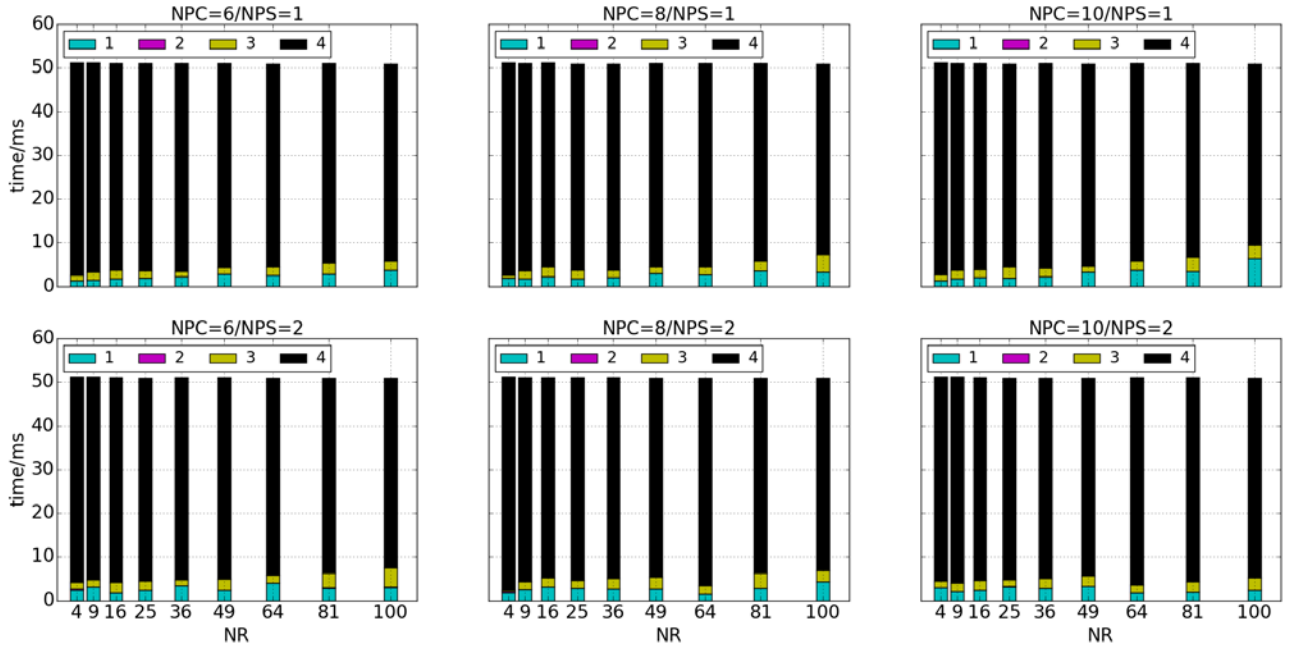 NPC=6/NPS=1
NPC=8/NPS=1
NPC=10/NPS=1
60
50
40
30
20
10
0
time/ms
1 2 3 4
1 2 3 4
1 2 3 4
NPC=6/NPS=2
NPC=8/NPS=2
NPC=10/NPS=2
60
50
40
30
20
10
0
time/ms
1 2 3 4
1 2 3 4
1 2 3 4
4 9 16 25 36 49 64 81 100
4 9 16 25 36 49 64 81 100
4 9 16 25 36 49 64 81 100
NR
NR
NR